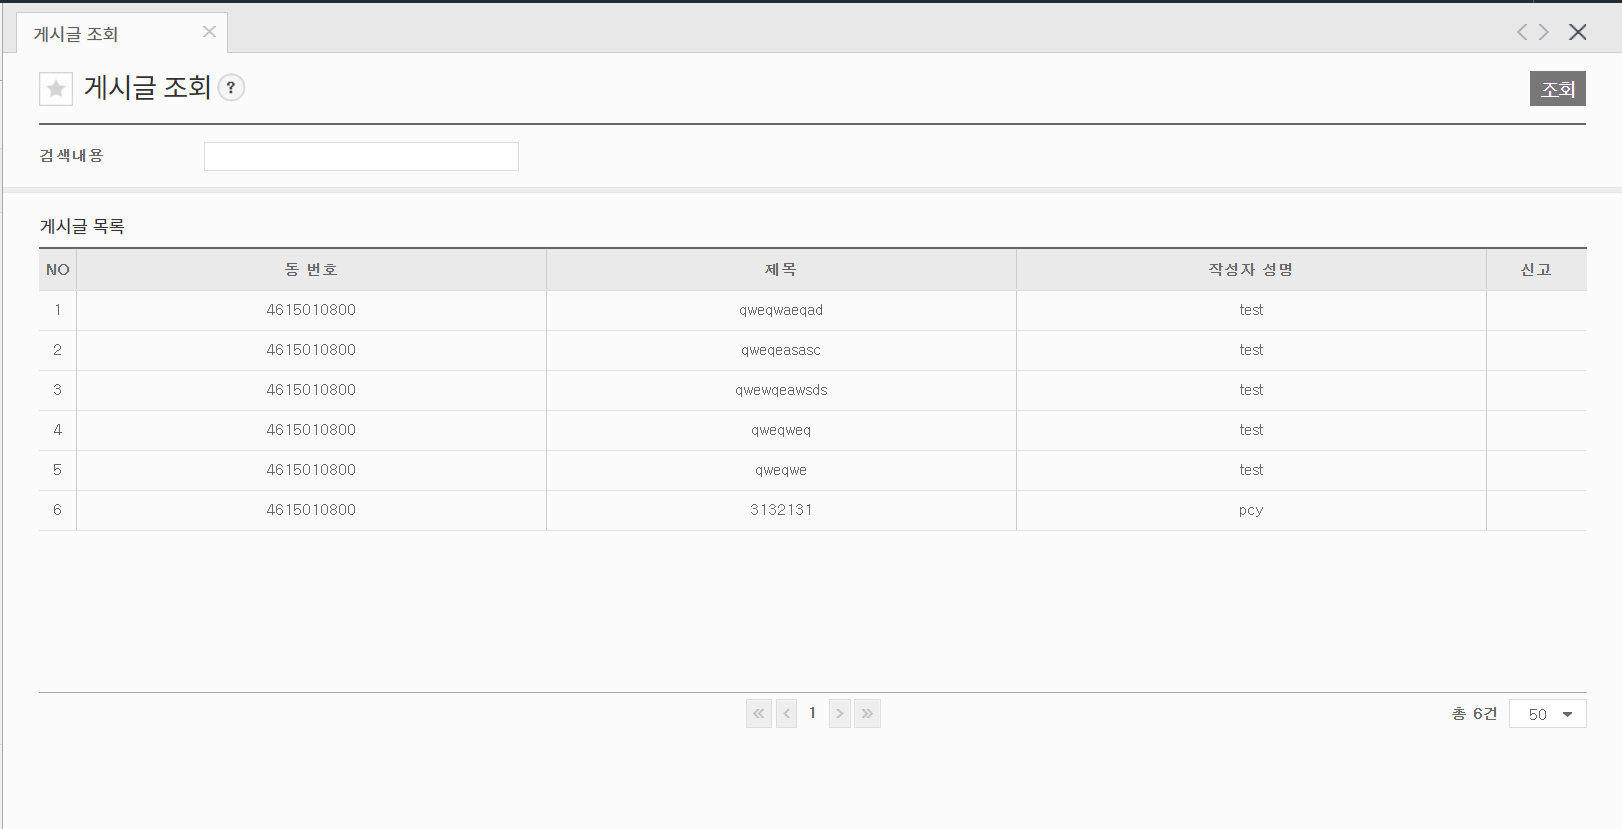 게시글 조회
게시글 조회 ?
조회
검색내용
게시글 목록
NO 동 번호 제목 작성자 성명 신고
1 4615010800 qweqwaeqad test
2 4615010800 qweqeasasc test
3 4615010800 qwewqeawsds test
4 4615010800 qweqweq test
5 4615010800 qweqwe test
6 4615010800 3132131 pcy
1 총 6건 50